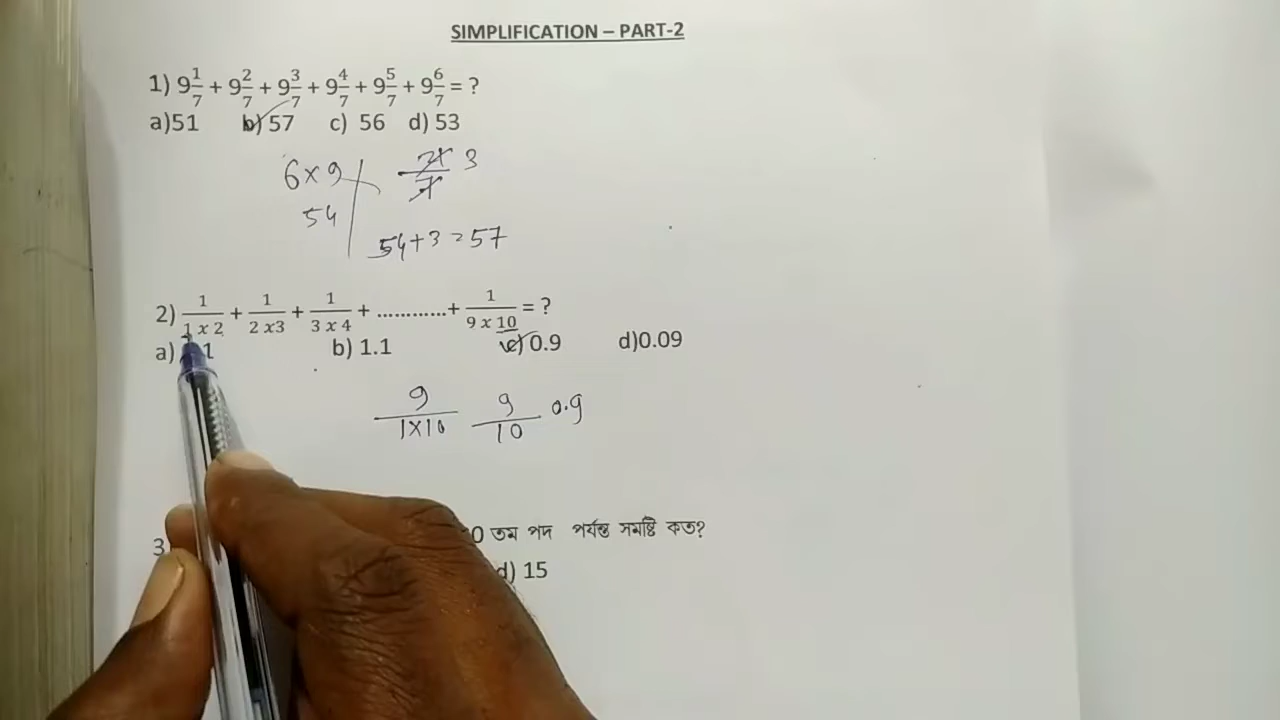 SIMPLIFICATION – PART-2
1) 9 1/7 + 9 2/7 + 9 3/7 + 9 4/7 + 9 5/7 + 9 6/7 = ?
a)51 b) 57 c) 56 d) 53
6 x 9 21/7 3
54
54+3=57
2) 1/1 x 2 + 1/2 x3 + 1/3 x 4 + ............+ 1/9 x 10 = ?
a) b) 1.1 c) 0.9 d)0.09
9/1x10 9/10 0.9
3 0 তম পদ পর্যন্ত সমষ্টি কত?
d) 15